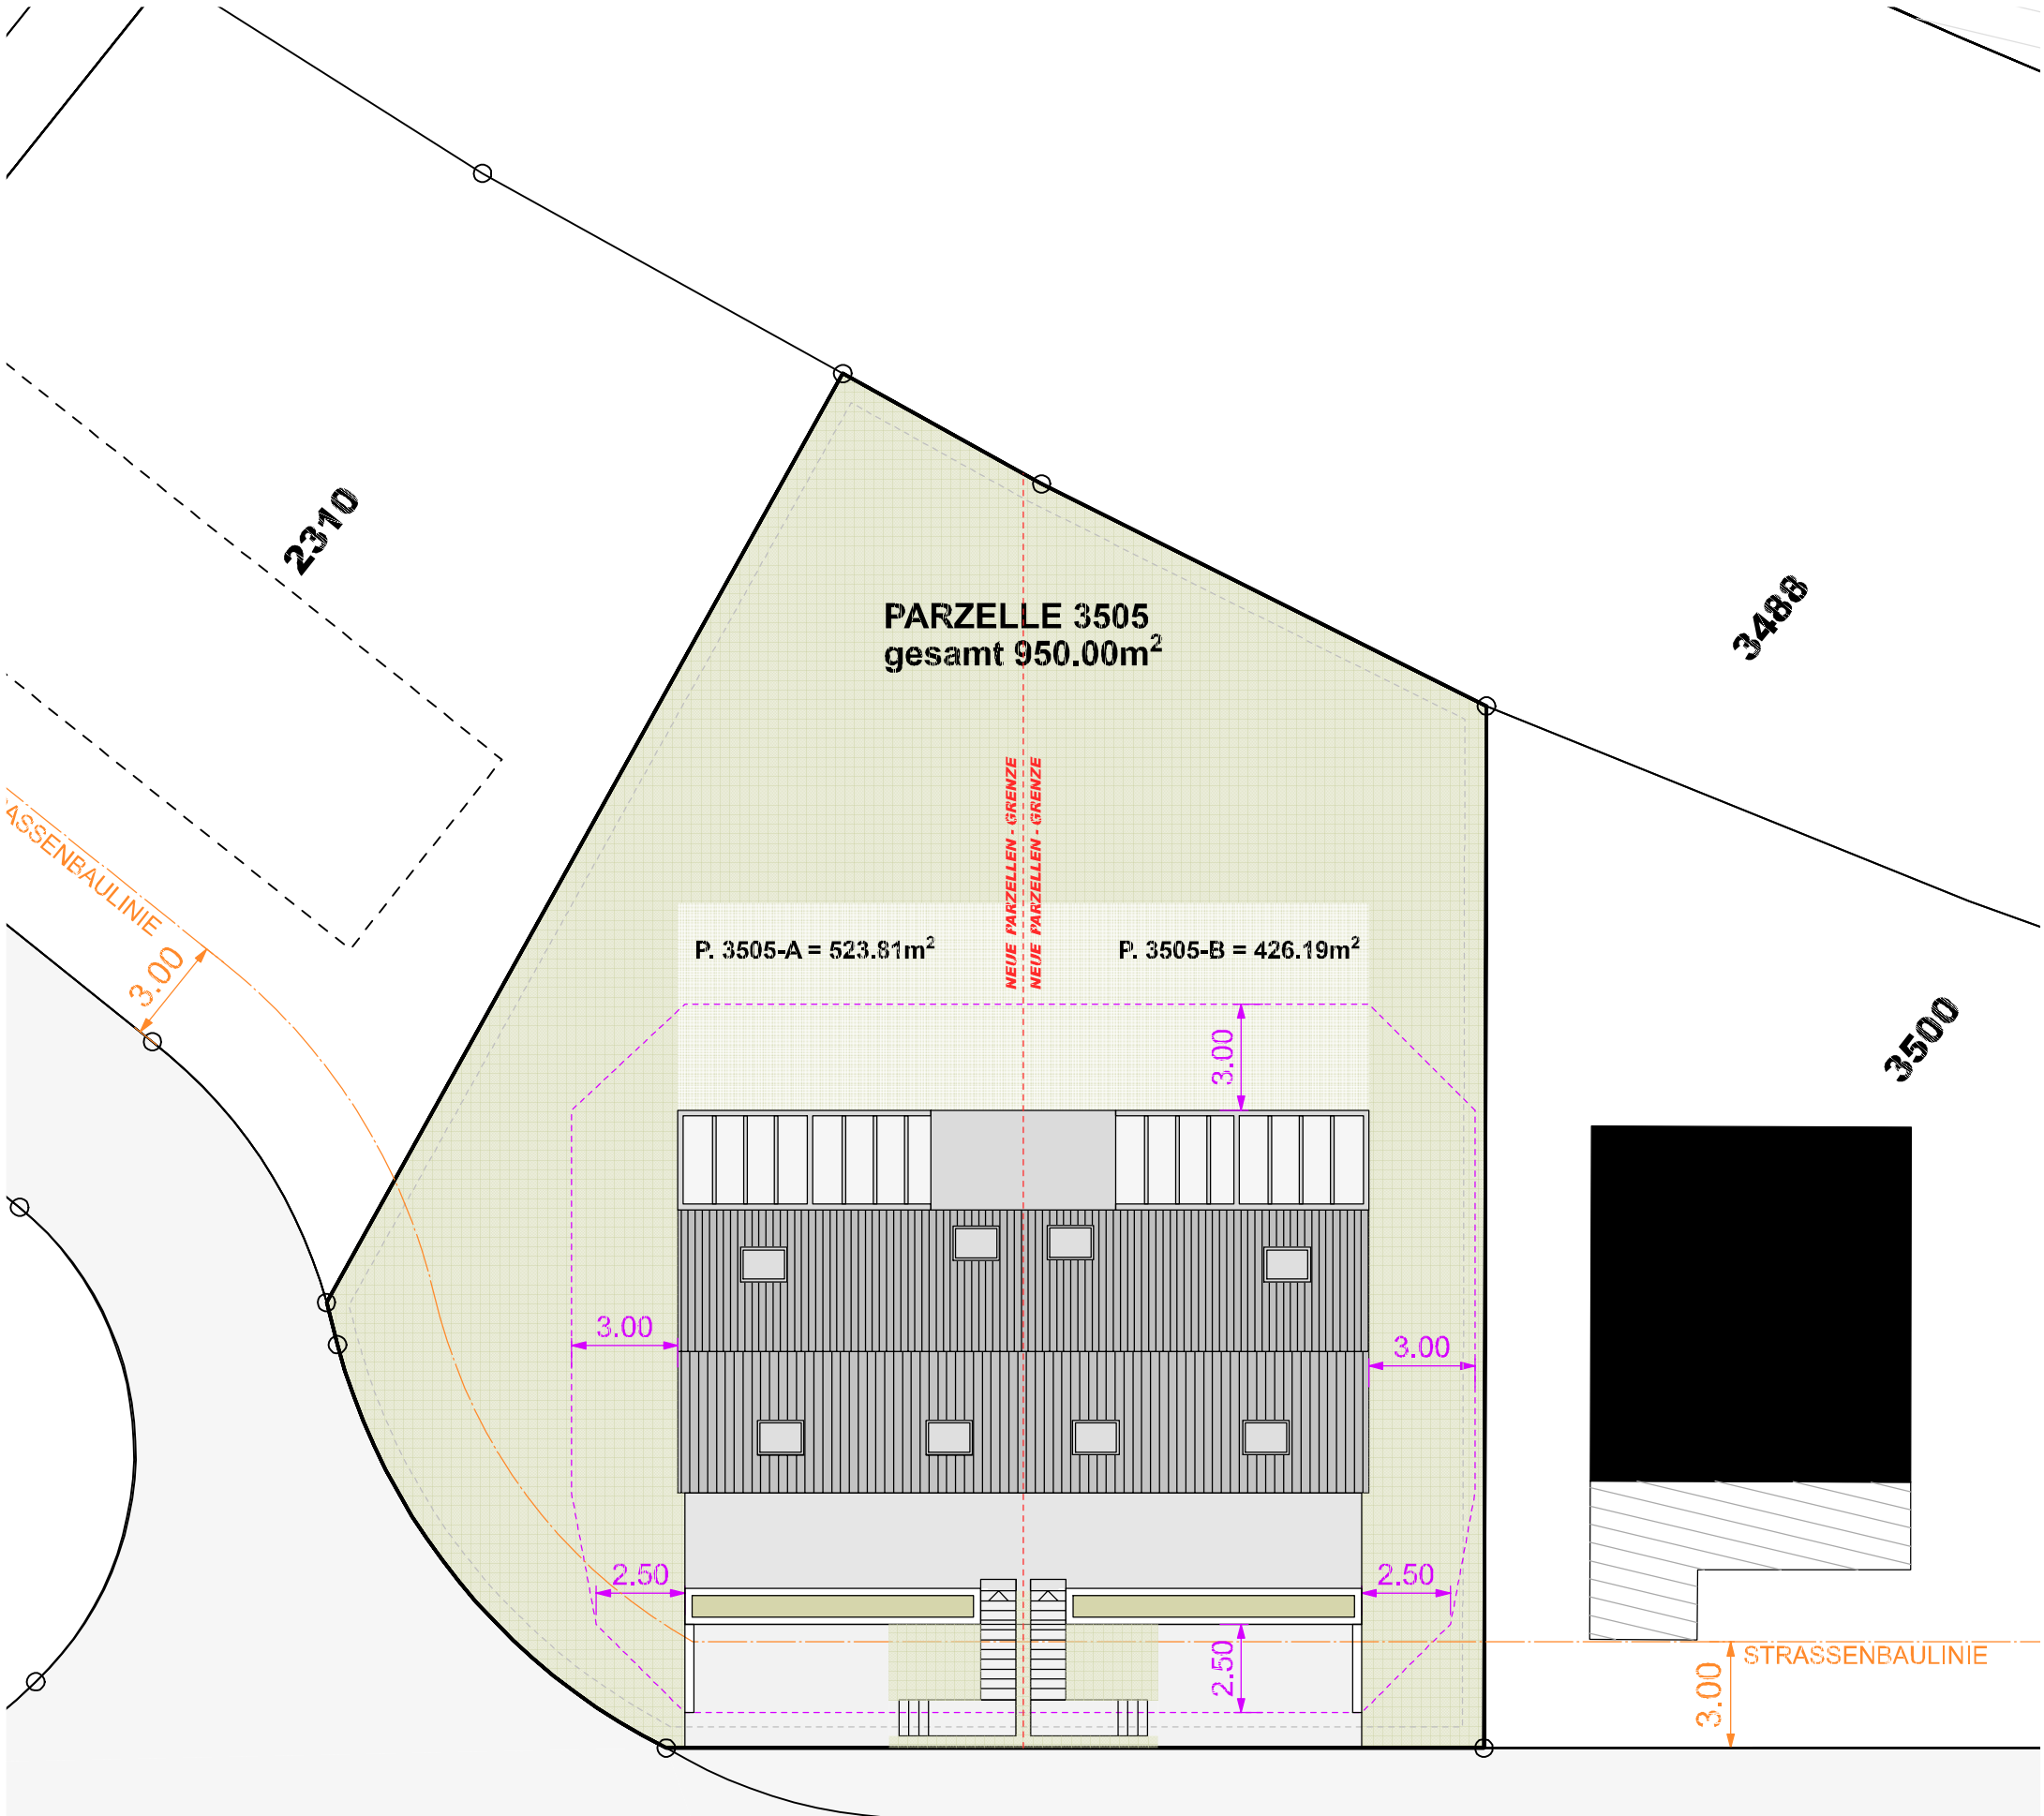 2310
3488
PARZELLE 3505
gesamt 950.00m²
NEUE PARZELLEN - GRENZE
NEUE PARZELLEN - GRENZE
ASSENBAULINIE
3.00
P. 3505-A = 523.81m²
P. 3505-B = 426.19m²
3500
3.00
3.00
3.00
2.50
2.50
2.50
STRASSENBAULINIE
3.00